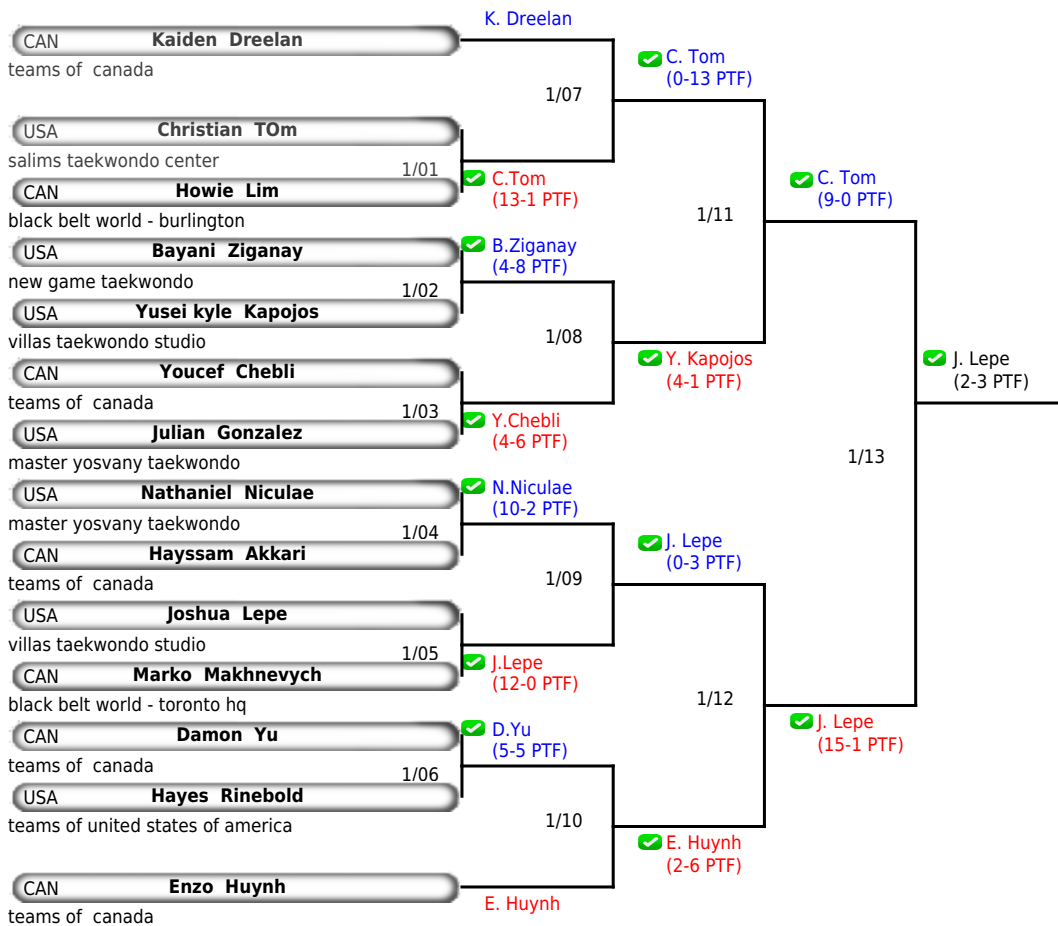 K. Dreelan
CAN Kaiden Dreelan
teams of canada
C. Tom
(0-13 PTF)
1/07
USA Christian TOm
salims taekwondo center
1/01
CAN Howie Lim
C.Tom
(13-1 PTF)
C. Tom
(9-0 PTF)
black belt world - burlington
1/11
USA Bayani Ziganay
B.Ziganay
(4-8 PTF)
new game taekwondo
1/02
USA Yusei kyle Kapojos
villas taekwondo studio
1/08
CAN Youcef Chebli
Y. Kapojos
(4-1 PTF)
J. Lepe
(2-3 PTF)
teams of canada
1/03
USA Julian Gonzalez
Y.Chebli
(4-6 PTF)
master yosvany taekwondo
1/13
USA Nathaniel Niculae
N.Niculae
(10-2 PTF)
master yosvany taekwondo
1/04
CAN Hayssam Akkari
J. Lepe
(0-3 PTF)
teams of canada
1/09
USA Joshua Lepe
villas taekwondo studio
1/05
CAN Marko Makhnevych
J.Lepe
(12-0 PTF)
black belt world - toronto hq
1/12
CAN Damon Yu
D.Yu
(5-5 PTF)
J. Lepe
(15-1 PTF)
teams of canada
1/06
USA Hayes Rinebold
teams of united states of america
1/10
E. Huynh
(2-6 PTF)
CAN Enzo Huynh
E. Huynh
teams of canada